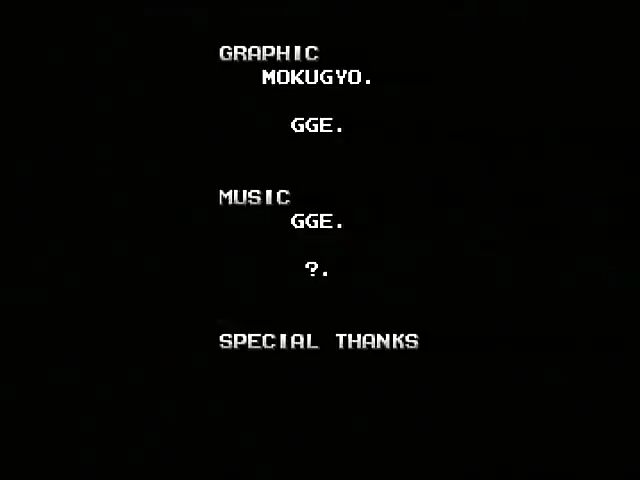 GRAPHIC
MOKUGYO.
GGE.
MUSIC
GGE.
?.
SPECIAL THANKS